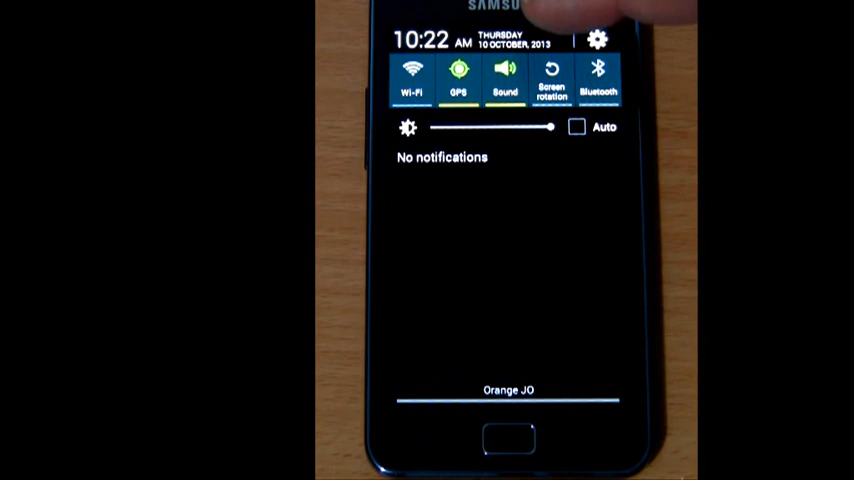 SAMSU
10:22 AM THURSDAY
10 OCTOBER, 2013
Wi-Fi GPS Sound Screen rotation Bluetooth
Auto
No notifications
Orange JO